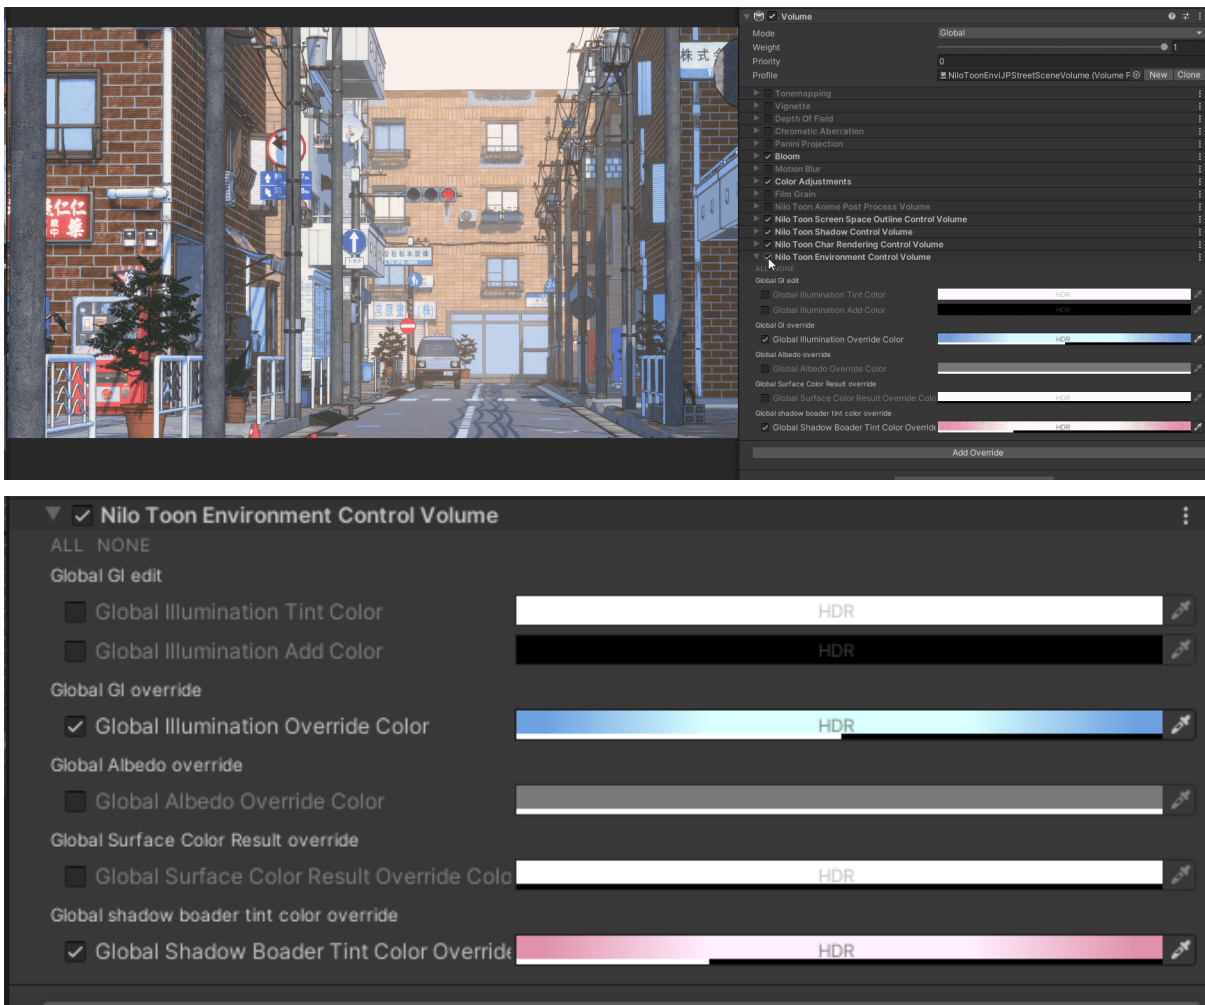 Volume
Mode Global
Weight 1
Priority 0
Profile NiloToonEnviJPStreetSceneVolume (Volume P New Clone
Tonemapping
Vignette
Depth Of Field
Chromatic Aberration
Panini Projection
Bloom
Motion Blur
Color Adjustments
Film Grain
Nilo Toon Anime Post Process Volume
Nilo Toon Screen Space Outline Control Volume
Nilo Toon Shadow Control Volume
Nilo Toon Char Rendering Control Volume
Nilo Toon Environment Control Volume
ALL NONE
Global GI edit
Global Illumination Tint Color HDR
Global Illumination Add Color HDR
Global GI override
Global Illumination Override Color HDR
Global Albedo override
Global Albedo Override Color
Global Surface Color Result override
Global Surface Color Result Override Colo HDR
Global shadow boader tint color override
Global Shadow Boader Tint Color Override HDR
Add Override
株式
仁仁
薬
Nilo Toon Environment Control Volume
ALL NONE
Global GI edit
Global Illumination Tint Color HDR
Global Illumination Add Color HDR
Global GI override
Global Illumination Override Color HDR
Global Albedo override
Global Albedo Override Color
Global Surface Color Result override
Global Surface Color Result Override Colo HDR
Global shadow boader tint color override
Global Shadow Boader Tint Color Override HDR